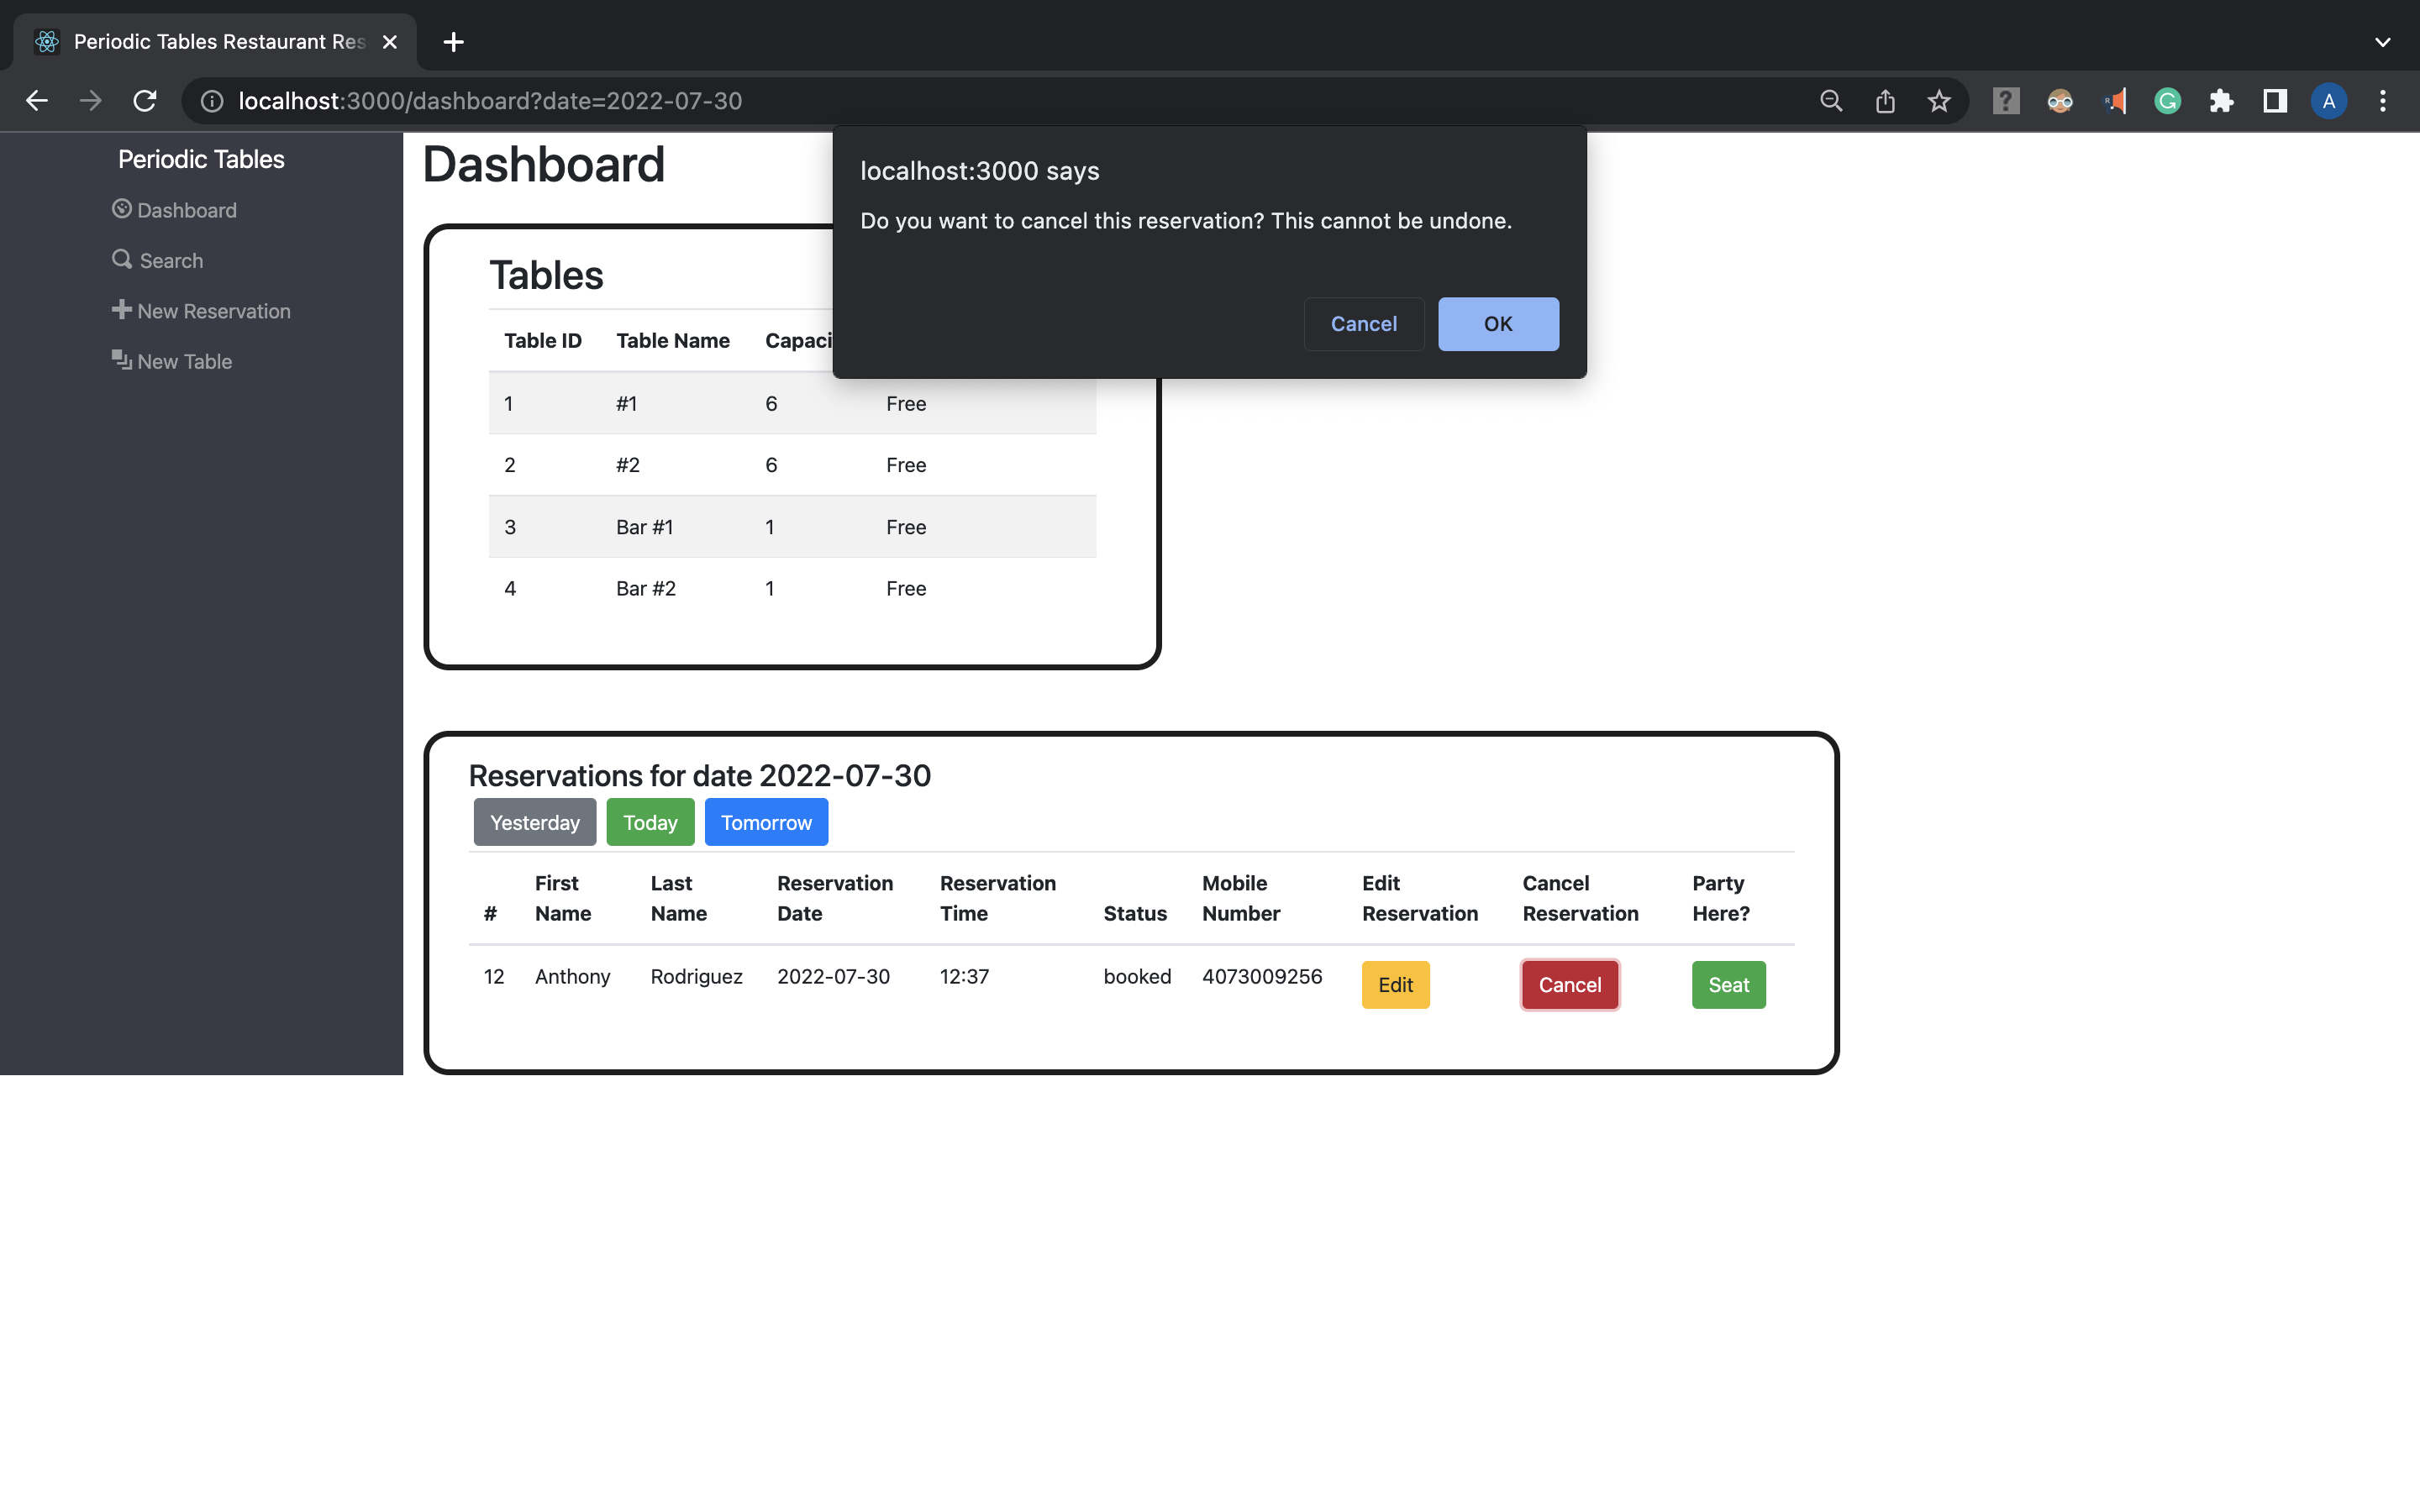 Periodic Tables Restaurant Res
localhost:3000/dashboard?date=2022-07-30
A
Periodic Tables
Dashboard
Search
New Reservation
New Table
Dashboard
localhost:3000 says
Do you want to cancel this reservation? This cannot be undone.
Cancel OK
Tables
Table ID Table Name Capaci
1 #1 6 Free
2 #2 6 Free
3 Bar #1 1 Free
4 Bar #2 1 Free
Reservations for date 2022-07-30
Yesterday Today Tomorrow
# First Name Last Name Reservation Date Reservation Time Status Mobile Number Edit Reservation Cancel Reservation Party Here?
12 Anthony Rodriguez 2022-07-30 12:37 booked 4073009256 Edit Cancel Seat